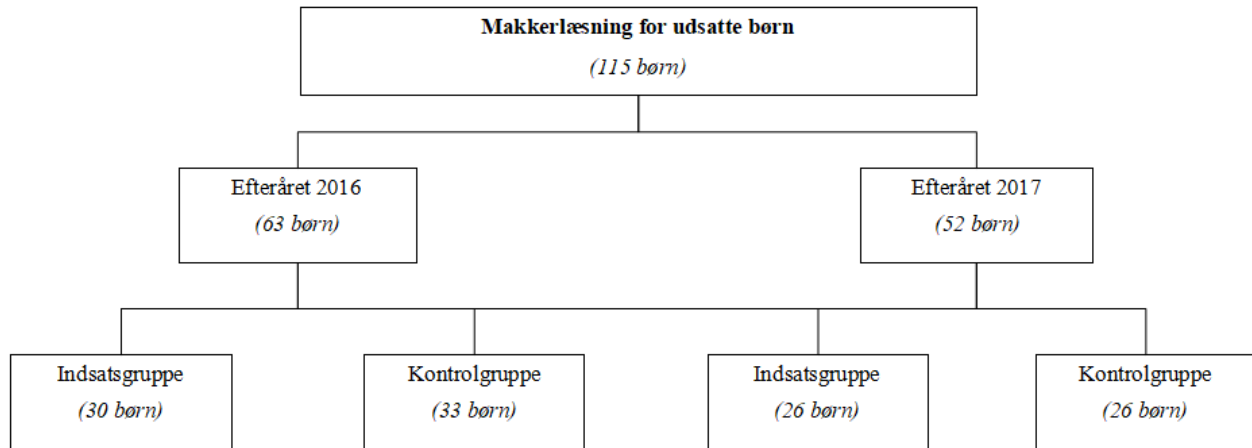 Makkerlæsning for udsatte børn
(115 børn)
Efteråret 2016
(63 børn)
Efteråret 2017
(52 børn)
Indsatsgruppe
(30 børn)
Kontrolgruppe
(33 børn)
Indsatsgruppe
(26 børn)
Kontrolgruppe
(26 børn)